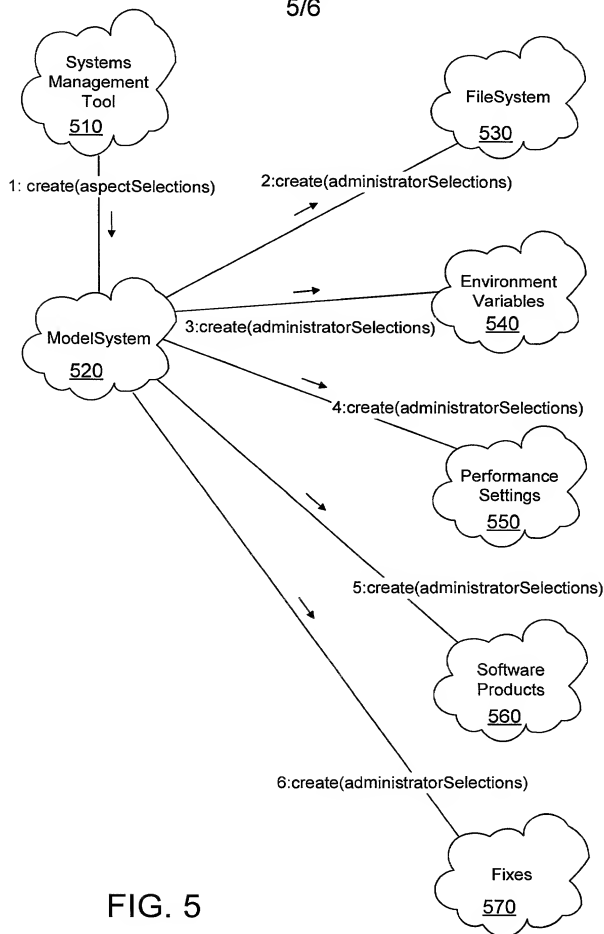 5/6
Systems
Management
Tool
510
FileSystem
530
1: create(aspectSelections)
2:create(administratorSelections)
Environment
Variables
540
3:create(administratorSelections)
ModelSystem
520
4:create(administratorSelections)
Performance
Settings
550
5:create(administratorSelections)
Software
Products
560
6:create(administratorSelections)
Fixes
570
FIG. 5